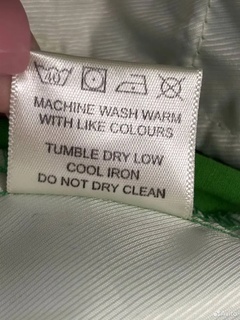 40
MACHINE WASH WARM
WITH LIKE COLOURS
TUMBLE DRY LOW
COOL IRON
DO NOT DRY CLEAN